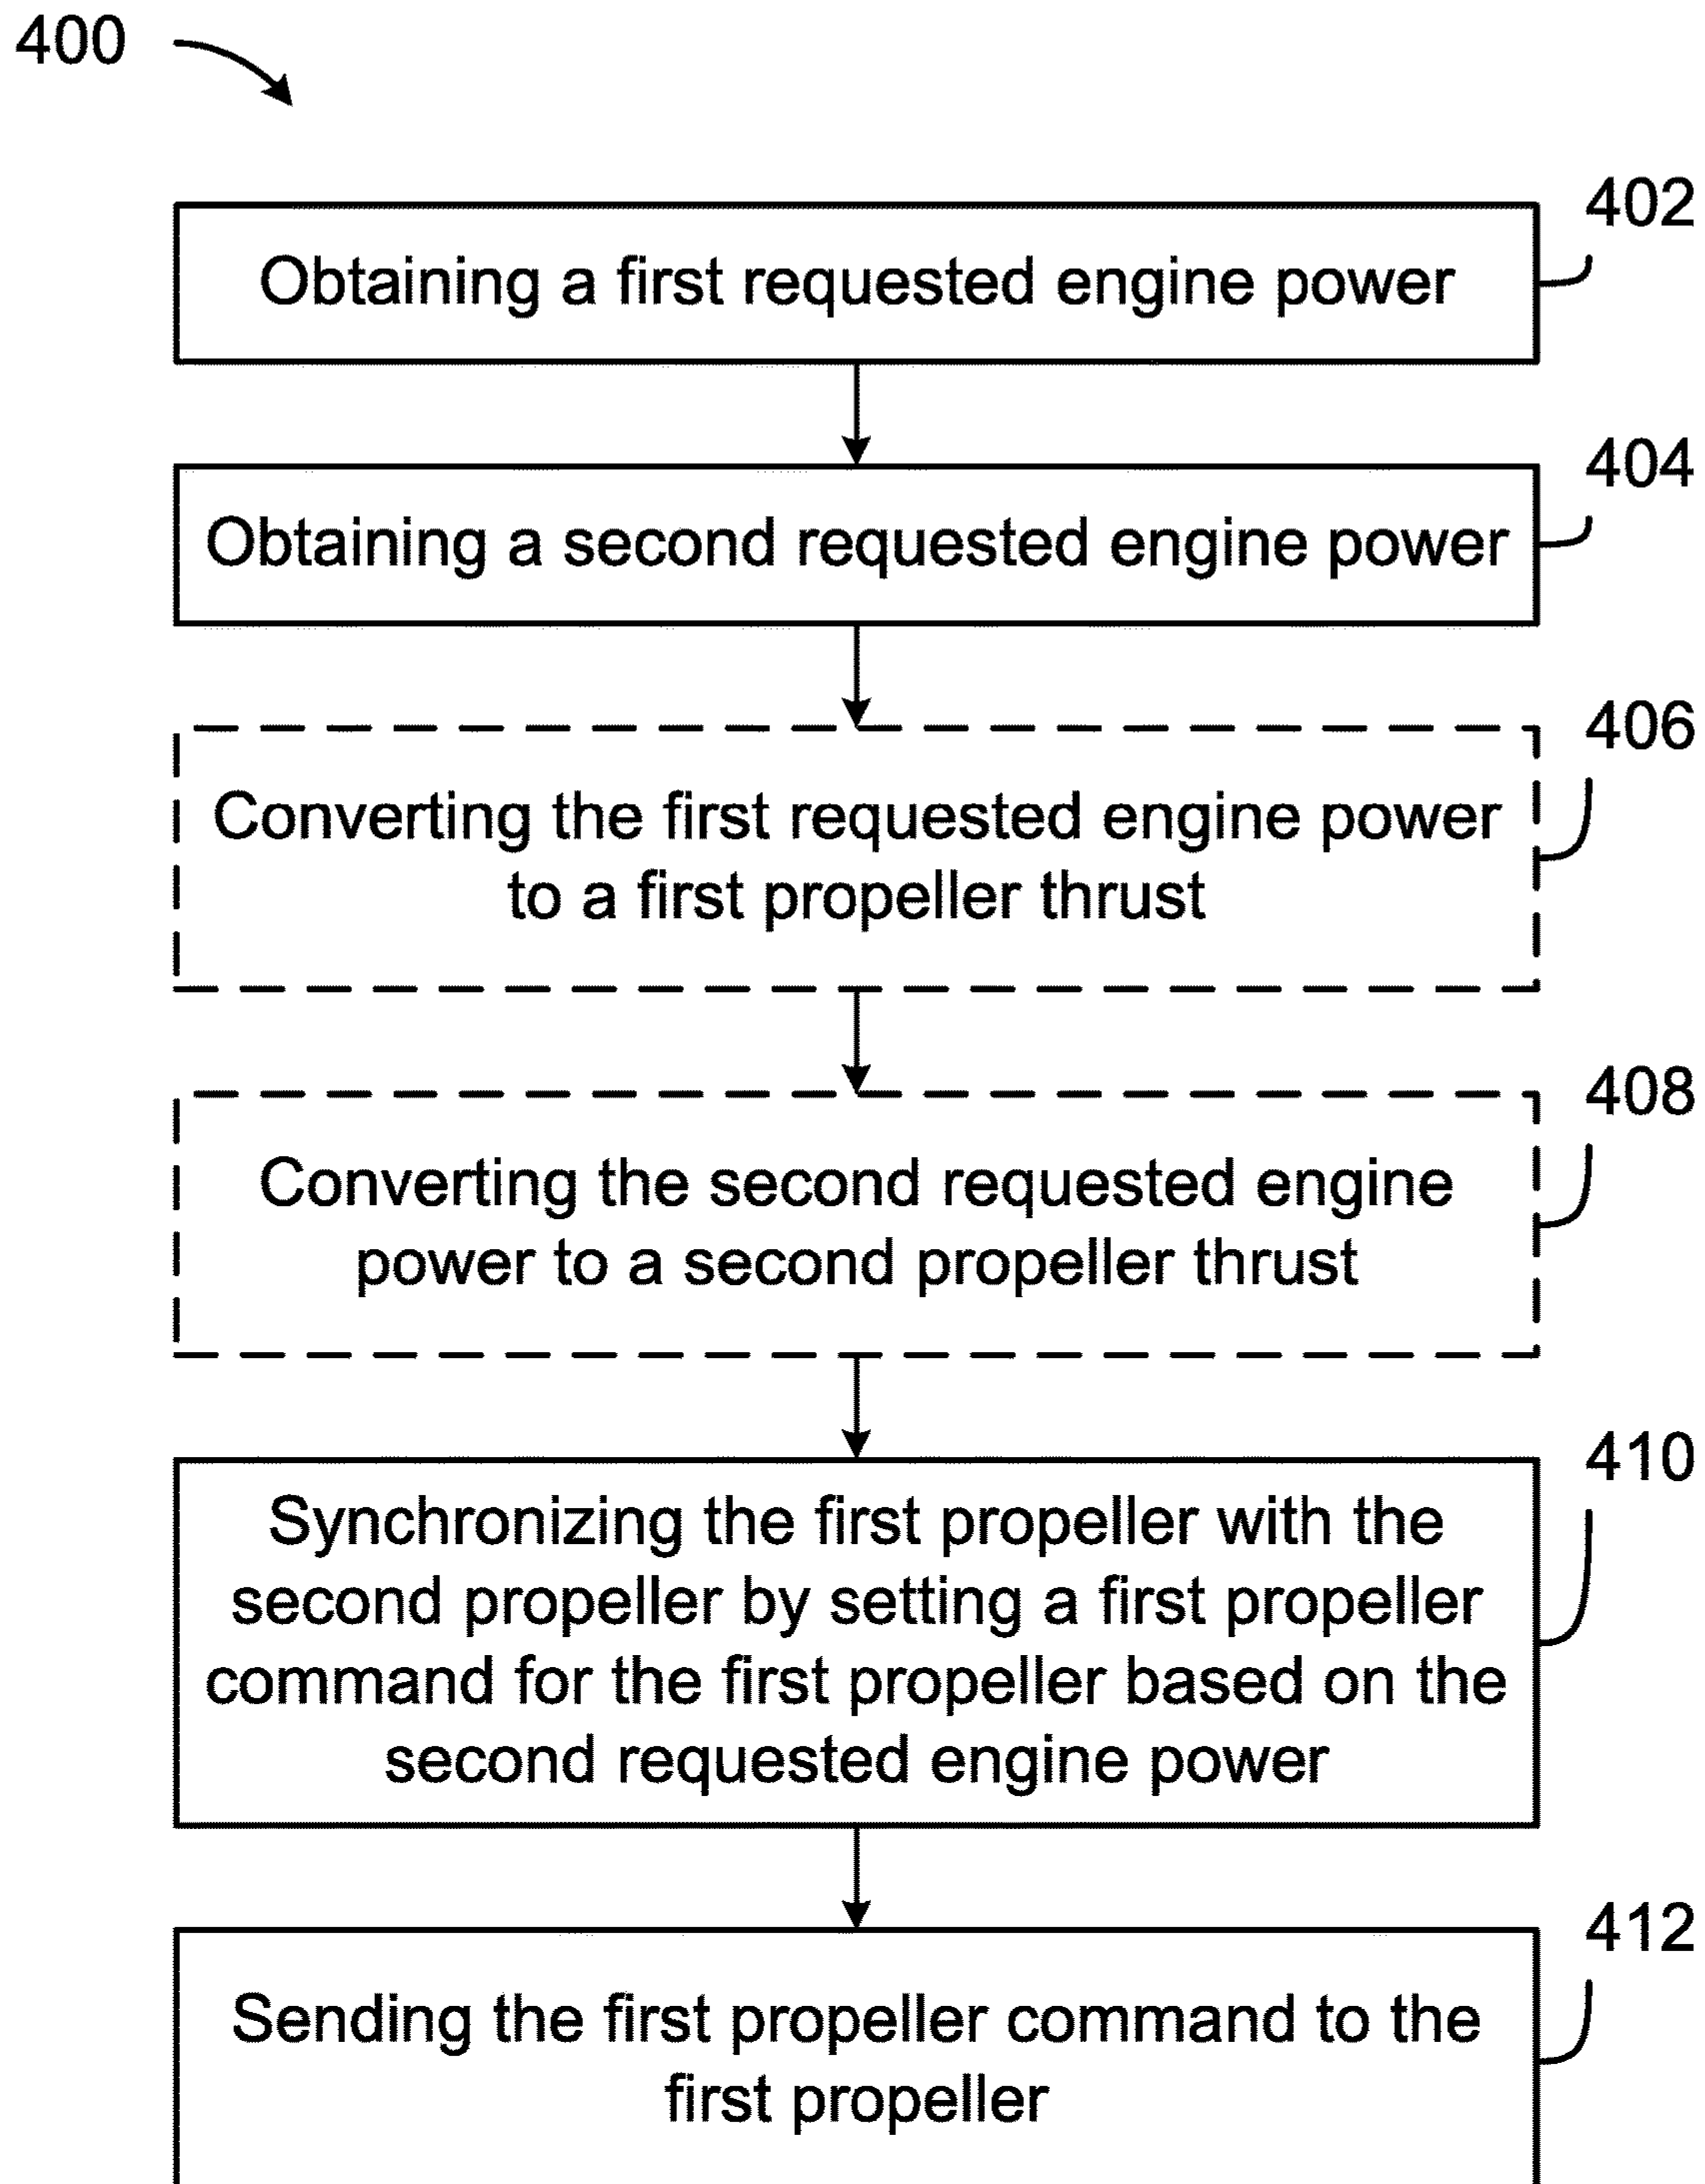 400
402
Obtaining a first requested engine power
404
Obtaining a second requested engine power
406
Converting the first requested engine power
to a first propeller thrust
408
Converting the second requested engine
power to a second propeller thrust
410
Synchronizing the first propeller with the
second propeller by setting a first propeller
command for the first propeller based on the
second requested engine power
412
Sending the first propeller command to the
first propeller